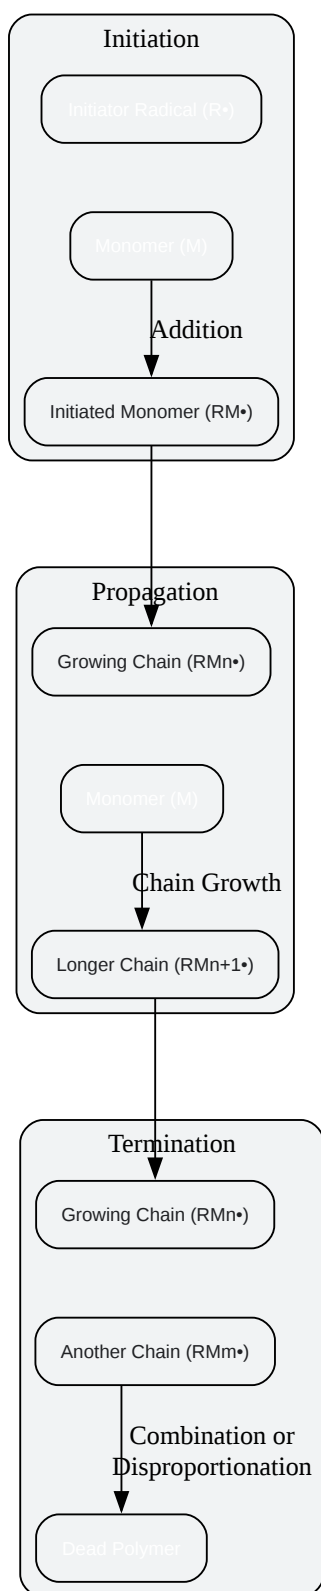 Initiation
Initiator Radical (R•)
Monomer (M)
Addition
Initiated Monomer (RM•)
Propagation
Growing Chain (RMn•)
Monomer (M)
Chain Growth
Longer Chain (RMn+1•)
Termination
Growing Chain (RMn•)
Another Chain (RMm•)
Combination or
Disproportionation
Dead Polymer